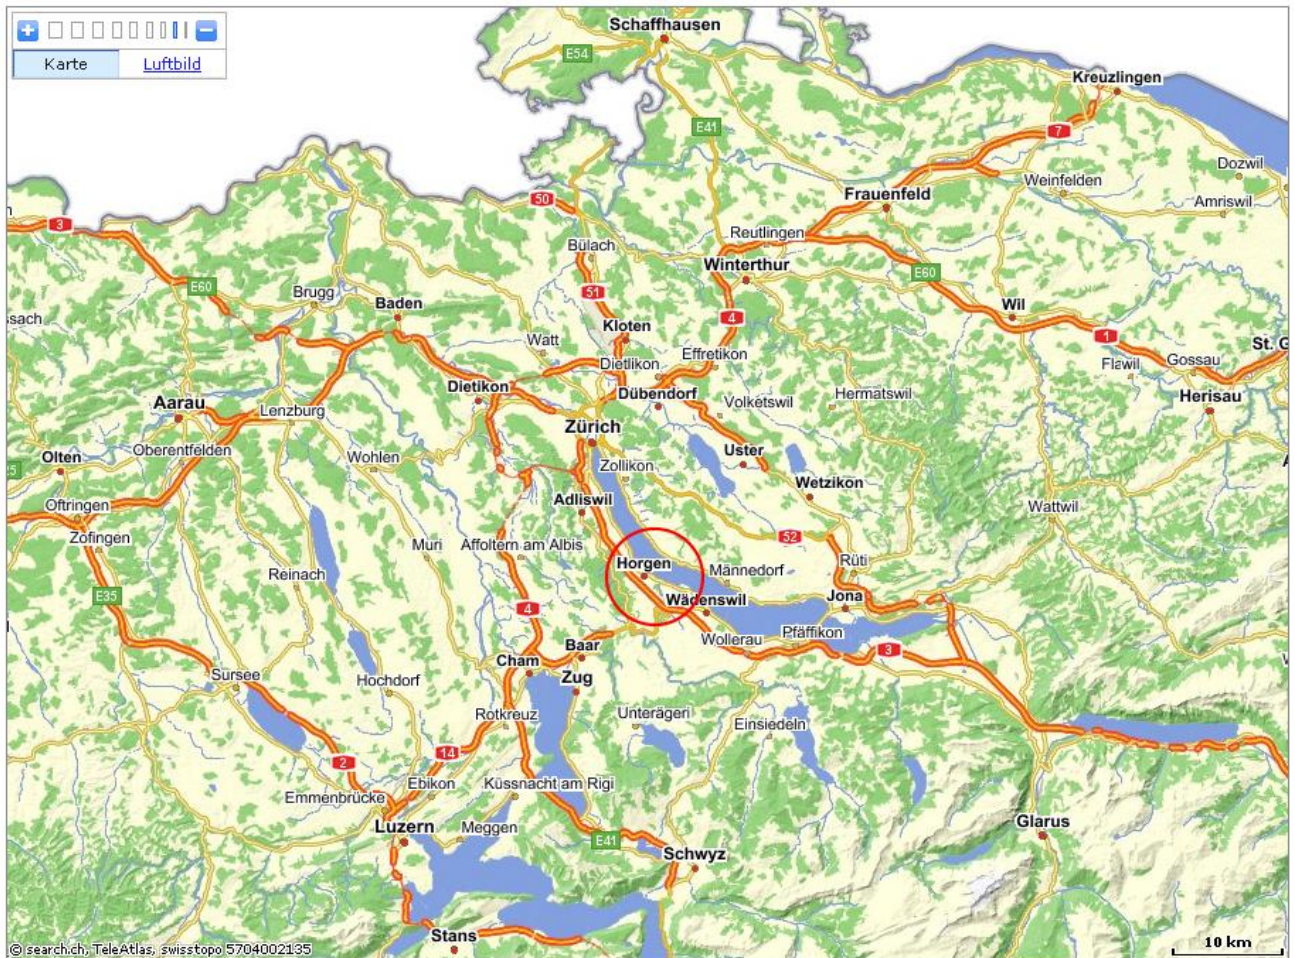 Schaffhausen
E54
Karte
Luftbild
Kreuzlingen
E41
7
Dozwil
Weinfelden
Frauenfeld
Amriswil
50
3
Reutlingen
Bülach
Winterthur
E60
E60
Brugg
51
Baden
Wil
4
Kloten
1
Watt
Effretikon
St. G
Dietlikon
Gossau
Flawil
Dietikon
Dübendorf
Hermatswil
Herisau
Aarau
Volketswil
Lenzburg
Zürich
Oberentfelden
Uster
Olten
Wohlen
Zollikon
Wetzikon
Adliswil
Oftringen
Wattwil
Zofingen
52
Muri
Affoltern am Albis
Horgen
Männedorf
Rüti
Reinach
E35
Jona
Wädenswil
4
Wollerau
Pfäffikon
Baar
3
Cham
Sursee
Zug
Hochdorf
Rotkreuz
Unterägeri
Einsiedeln
14
2
Ebikon
Küssnacht am Rigi
Emmenbrücke
Luzern
Meggen
Glarus
E41
Schwyz
Stans
10 km
© search.ch, TeleAtlas, swisstopo 5704002135